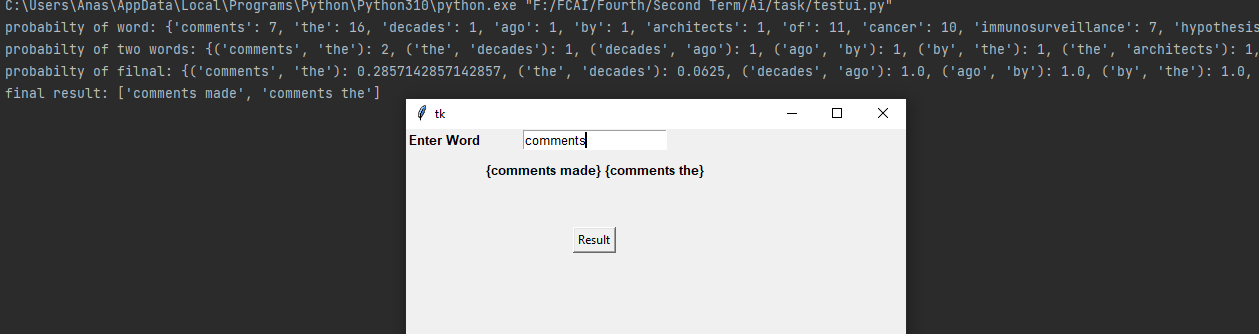 C:\Users\Anas\AppData\Local\Programs\Python\Python310\python.exe "F:/FCAI/Fourth/Second Term/Ai/task/testui.py"
probabilty of word: {'comments': 7, 'the': 16, 'decades': 1, 'ago': 1, 'by': 1, 'architects': 1, 'of': 11, 'cancer': 10, 'immunosurveillance': 7, 'hypothesis
probabilty of two words: {('comments', 'the'): 2, ('the', 'decades'): 1, ('decades', 'ago'): 1, ('ago', 'by'): 1, ('by', 'the'): 1, ('the', 'architects'): 1,
probabilty of filnal: {('comments', 'the'): 0.2857142857142857, ('the', 'decades'): 0.0625, ('decades', 'ago'): 1.0, ('ago', 'by'): 1.0, ('by', 'the'): 1.0,
final result: ['comments made', 'comments the']
tk
Enter Word comments
{comments made} {comments the}
Result